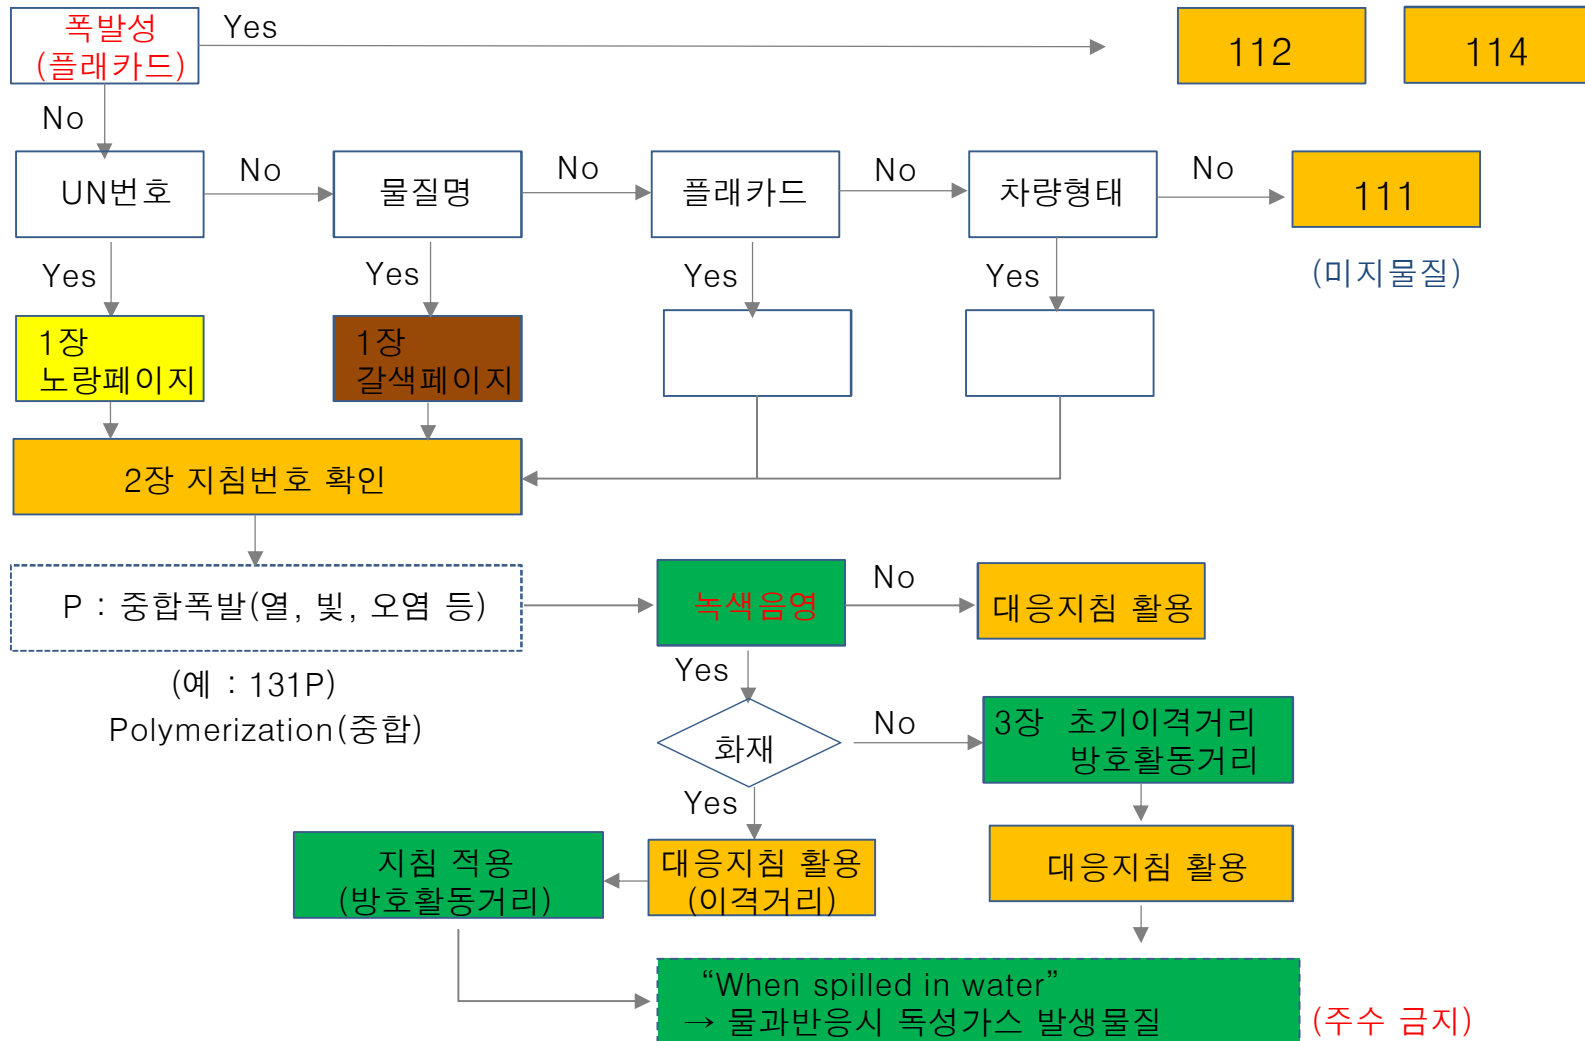 폭발성
(플래카드)
Yes
112
114
No
UN번호
No
물질명
No
플래카드
No
차량형태
No
111
(미지물질)
Yes
Yes
Yes
Yes
1장
노랑페이지
1장
갈색페이지
2장 지침번호 확인
P : 중합폭발(열, 빛, 오염 등)
녹색음영
No
대응지침 활용
(예 : 131P)
Polymerization(중합)
Yes
화재
No
3장 초기이격거리
방호활동거리
Yes
지침 적용
(방호활동거리)
대응지침 활용
(이격거리)
대응지침 활용
“When spilled in water”
→ 물과반응시 독성가스 발생물질
(주수 금지)